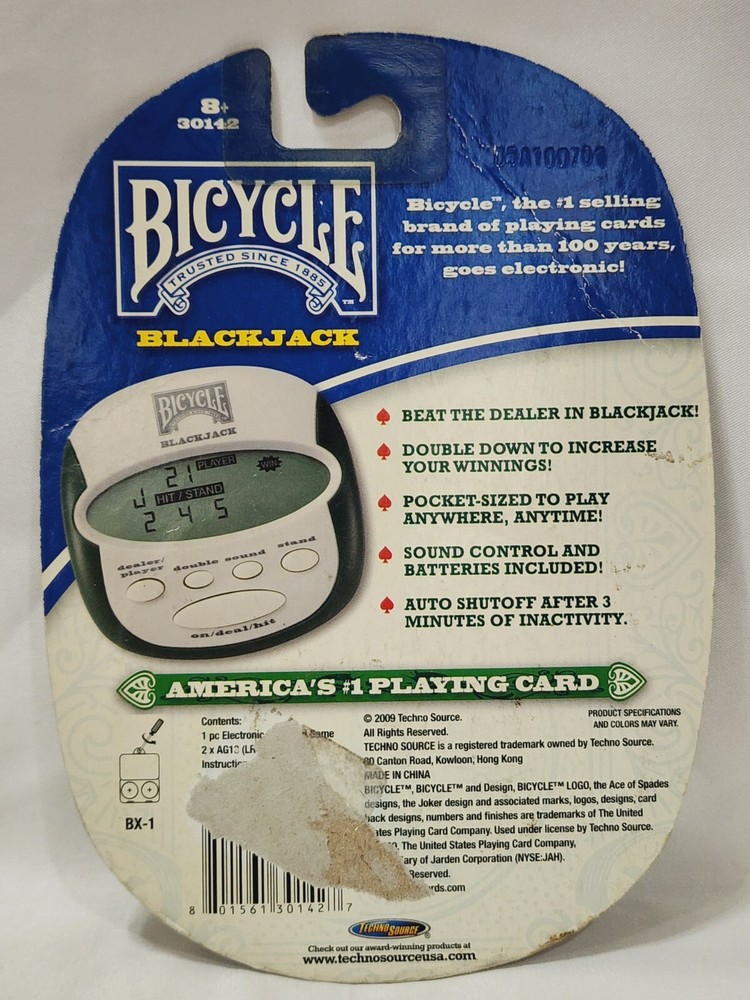 8+
30142
BICYCLE
TRUSTED SINCE 1885
™
BLACKJACK
Bicycle™, the #1 selling
brand of playing cards
for more than 100 years,
goes electronic!
BICYCLE
BLACKJACK
21 PLAYER
WIN
J HIT / STAND
2 4 5
dealer/
player
double
sound
stand
on/deal/hit
BEAT THE DEALER IN BLACKJACK!
DOUBLE DOWN TO INCREASE
YOUR WINNINGS!
POCKET-SIZED TO PLAY
ANYWHERE, ANYTIME!
SOUND CONTROL AND
BATTERIES INCLUDED!
AUTO SHUTOFF AFTER 3
MINUTES OF INACTIVITY.
AMERICA'S #1 PLAYING CARD
BX-1
Contents:
1 pc Electronic
2 x AG13
© 2009 Techno Source.
All Rights Reserved.
TECHNO SOURCE is a registered trademark owned by Techno Source.
Canton Road, Kowloon, Hong Kong
MADE IN CHINA
BICYCLE™, BICYCLE™ and Design, BICYCLE™ LOGO, the Ace of Spades
designs, the Joker design and associated marks, logos, designs, card
back designs, numbers and finishes are trademarks of The United
Playing Card Company. Used under license by Techno Source.
The United States Playing Card Company,
of Jarden Corporation (NYSE:JAH).
Reserved.
PRODUCT SPECIFICATIONS
AND COLORS MAY VARY.
8 01561 30142 7
TECHNO SOURCE®
Check out our award-winning products at
www.technosourceusa.com